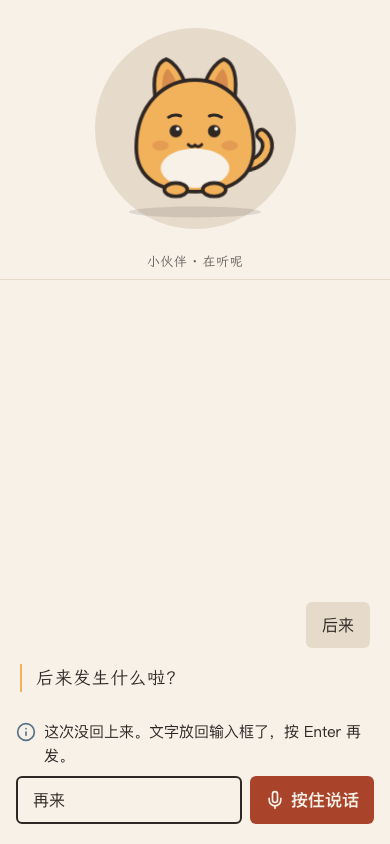 小伙伴 · 在听呢
后来
后来发生什么啦？
这次没回上来。文字放回输入框了，按 Enter 再
发。
再来
按住说话